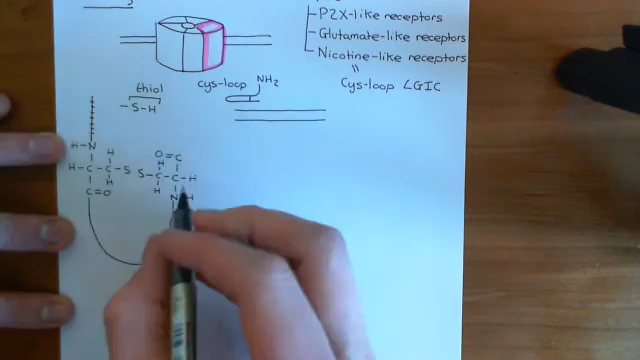 P2X-like receptors
Glutamate-like receptors
Nicotine-like receptors
"
Cys-loop LGIC
thiol
-S-H
cys-loop NH₂
H-N
H
H-C-C-S
H
C=O
O=C
H
S-C-C-H
H
N H